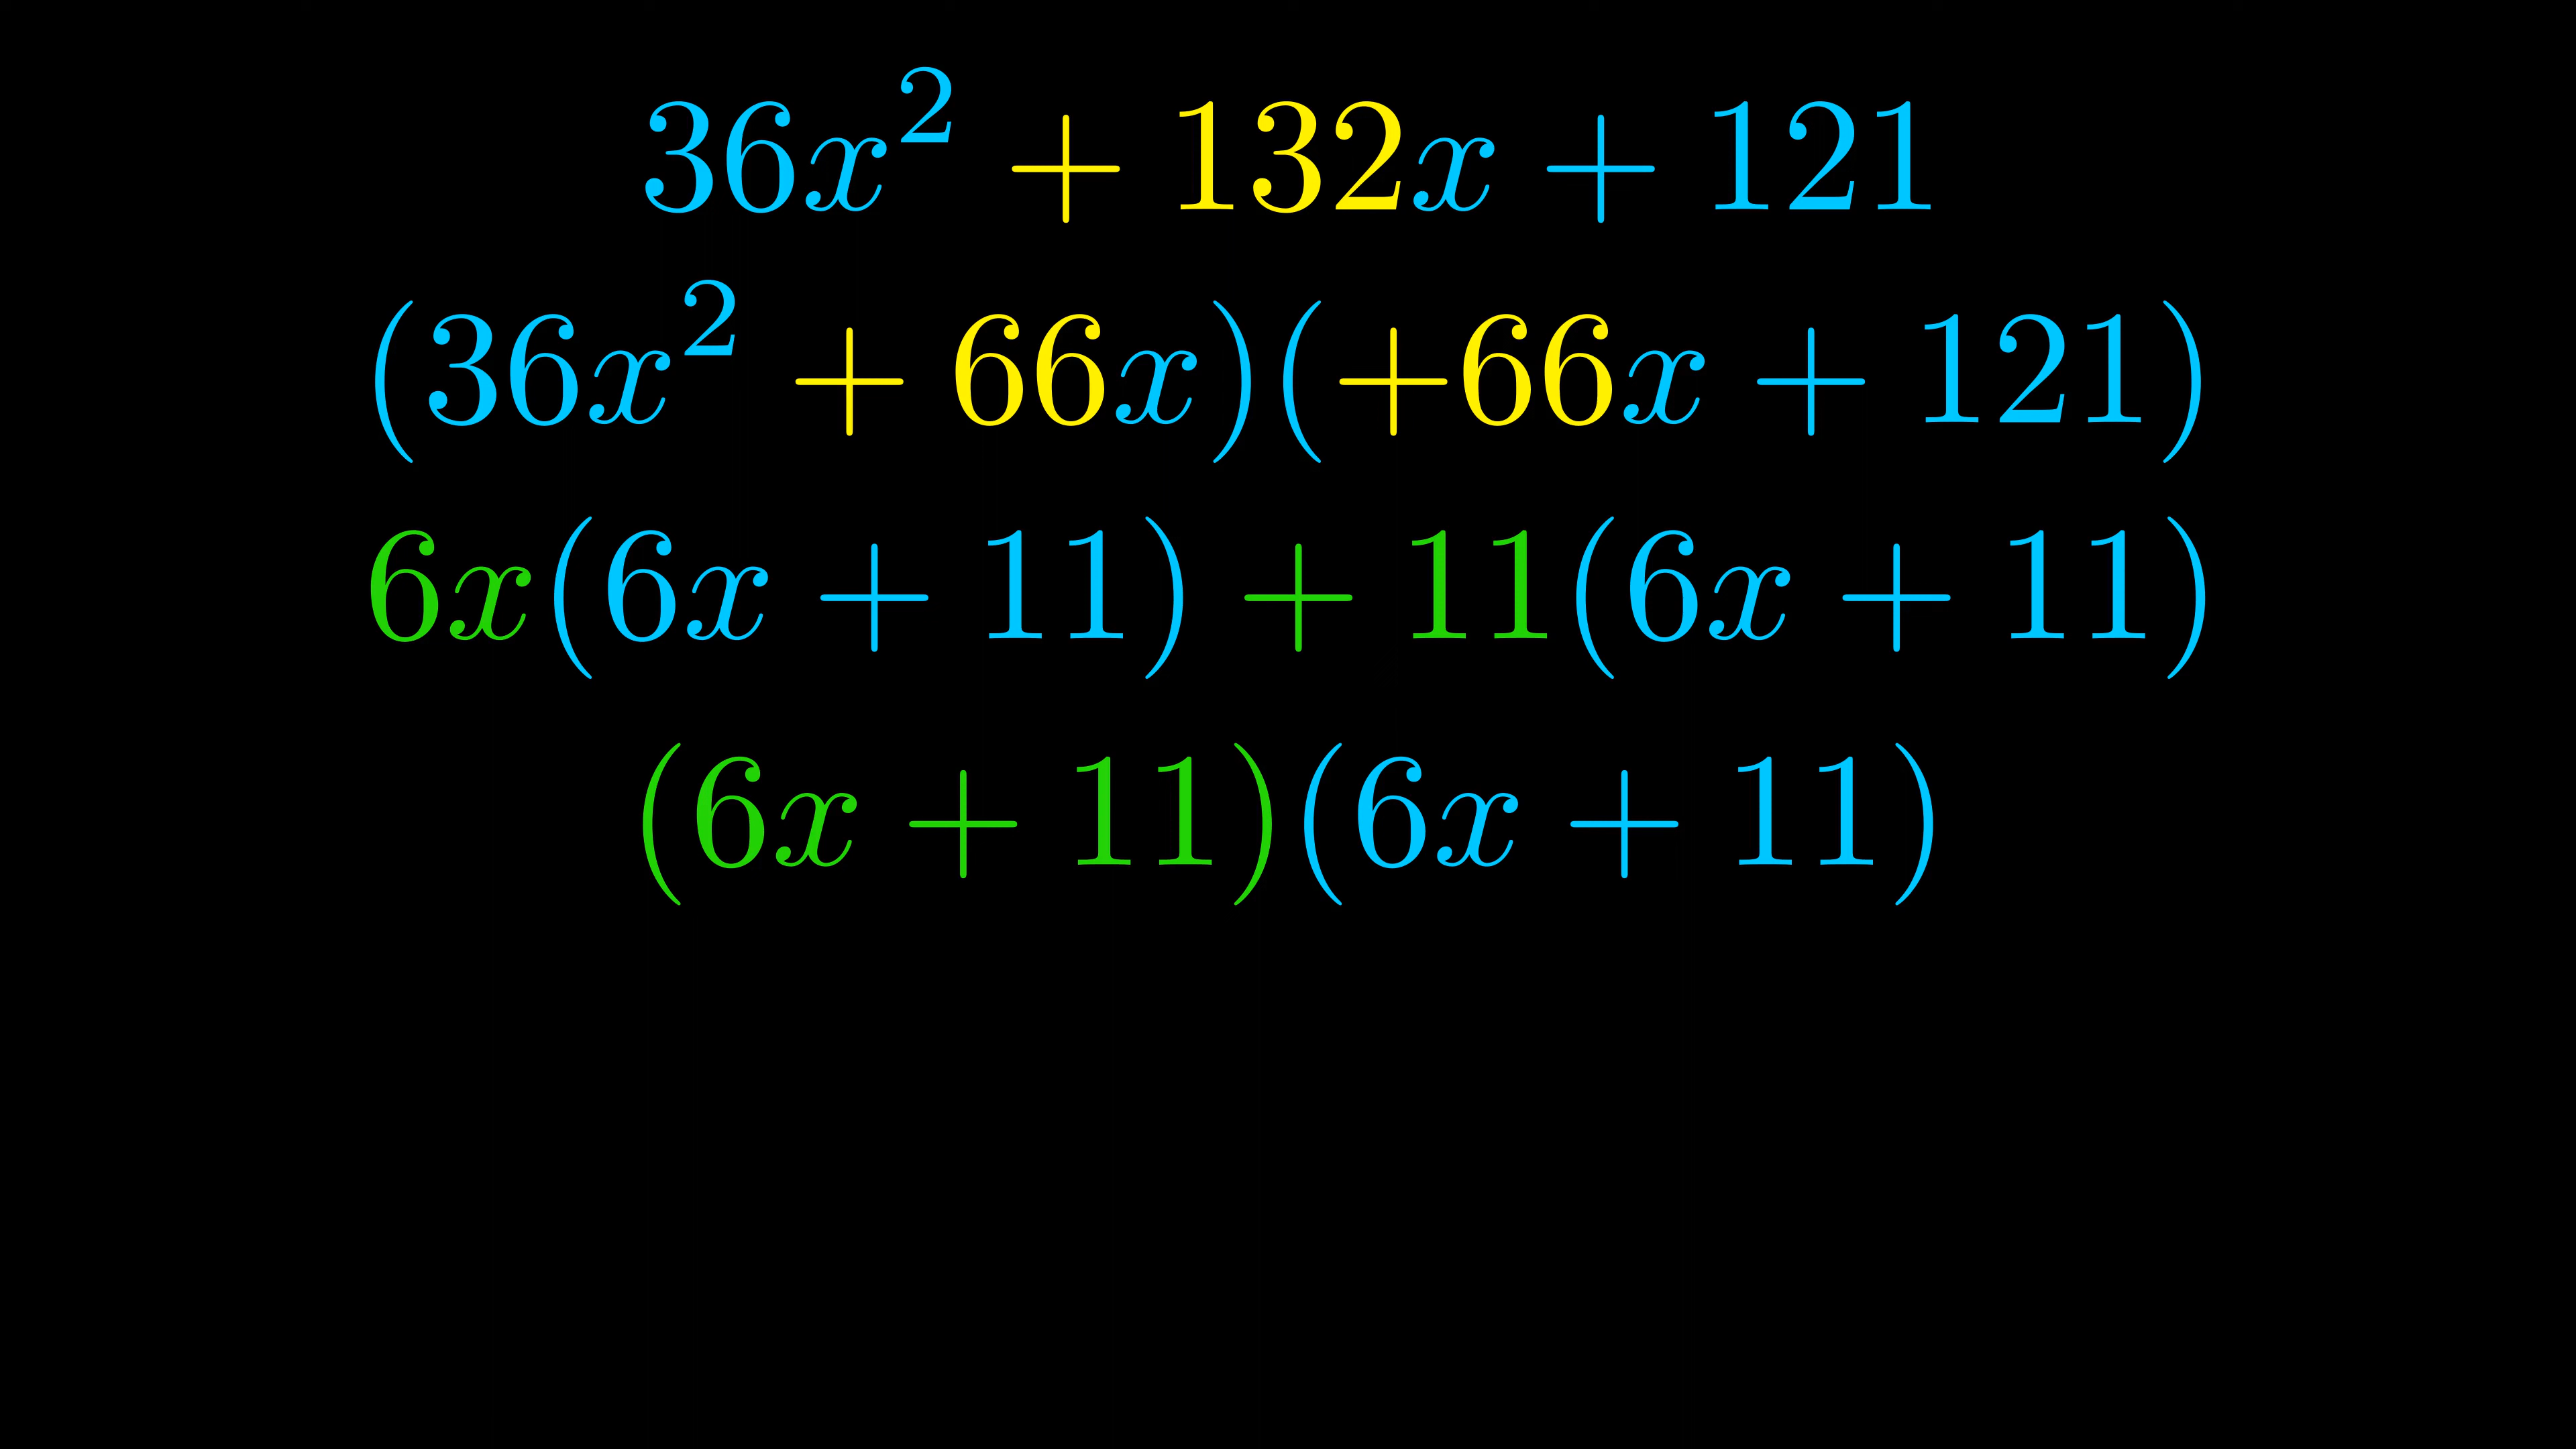 36x² + 132x + 121
(36x² + 66x)(+66x + 121)
6x(6x + 11) + 11(6x + 11)
(6x + 11)(6x + 11)